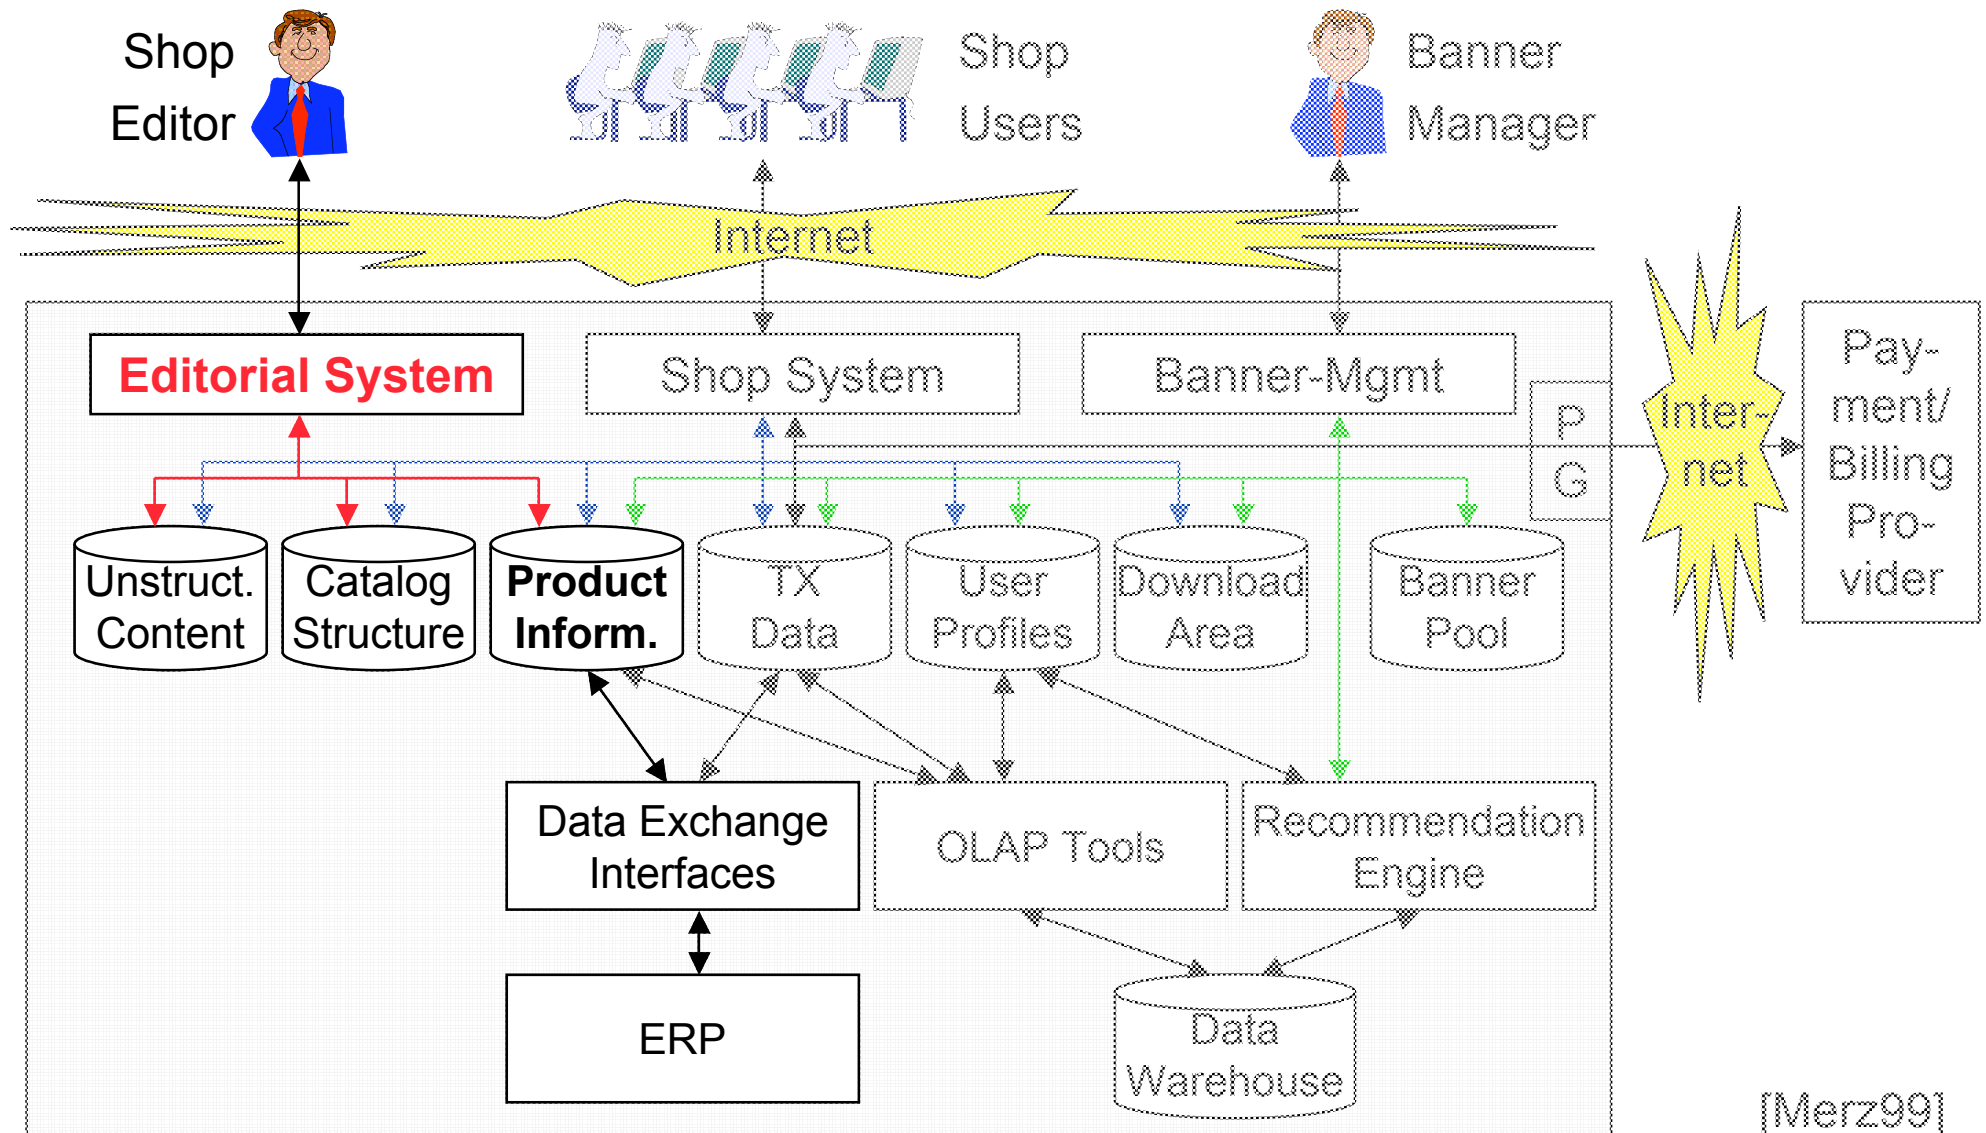 Shop
Editor
Shop
Users
Banner
Manager
Internet
Editorial System
Shop System
Banner-Mgmt
P
G
Inter-
net
Pay-
ment/
Billing
Pro-
vider
Unstruct.
Content
Catalog
Structure
Product
Inform.
TX
Data
User
Profiles
Download
Area
Banner
Pool
Data Exchange
Interfaces
OLAP Tools
Recommendation
Engine
ERP
Data
Warehouse
[Merz99]